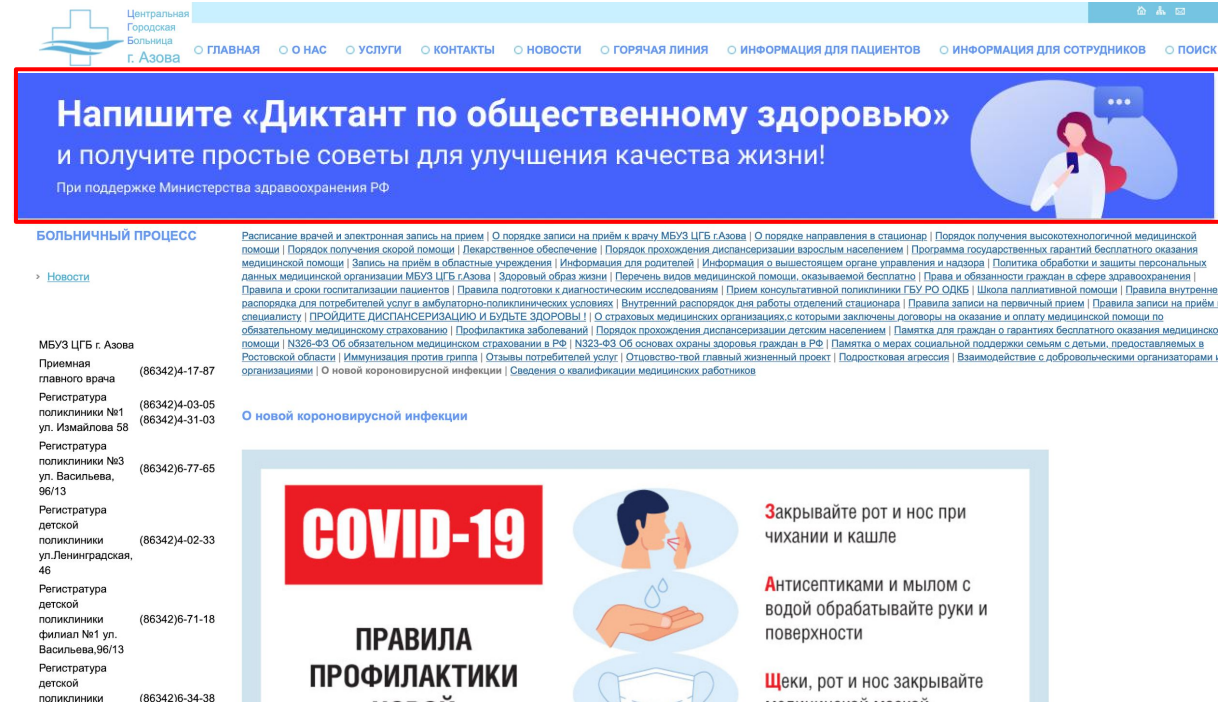 Центральная
Городская
Больница
г. Азова
ГЛАВНАЯ О НАС УСЛУГИ КОНТАКТЫ НОВОСТИ ГОРЯЧАЯ ЛИНИЯ ИНФОРМАЦИЯ ДЛЯ ПАЦИЕНТОВ ИНФОРМАЦИЯ ДЛЯ СОТРУДНИКОВ ПОИСК
Напишите «Диктант по общественному здоровью»
и получите простые советы для улучшения качества жизни!
При поддержке Министерства здравоохранения РФ
БОЛЬНИЧНЫЙ ПРОЦЕСС
Новости
МБУЗ ЦГБ г. Азова
Приемная
главного врача (86342)4-17-87
Регистратура
поликлиники №1
ул. Измайлова 58
(86342)4-03-05
(86342)4-31-03
Регистратура
поликлиники №3
ул. Васильева,
96/13
(86342)6-77-65
Регистратура
детской
поликлиники
ул.Ленинградская,
46
(86342)4-02-33
Регистратура
детской
поликлиники
филиал №1 ул.
Васильева,96/13
(86342)6-71-18
Регистратура
детской
поликлиники (86342)6-34-38
Расписание врачей и электронная запись на прием | О порядке записи на приём к врачу МБУЗ ЦГБ г.Азова | О порядке направления в стационар | Порядок получения высокотехнологичной медицинской
помощи | Порядок получения скорой помощи | Лекарственное обеспечение | Порядок прохождения диспансеризации взрослым населением | Программа государственных гарантий бесплатного оказания
медицинской помощи | Запись на приём в областные учреждения | Информация для родителей | Информация о вышестоящем органе управления и надзора | Политика обработки и защиты персональных
данных медицинской организации МБУЗ ЦГБ г.Азова | Здоровый образ жизни | Перечень видов медицинской помощи, оказываемой бесплатно | Права и обязанности граждан в сфере здравоохранения |
Правила и сроки госпитализации пациентов | Правила подготовки к диагностическим исследованиям | Прием консультативной поликлиники ГБУ РО ОДКБ | Школа паллиативной помощи | Правила внутренне
распорядка для потребителей услуг в амбулаторно-поликлинических условиях | Внутренний распорядок дня работы отделений стационара | Правила записи на первичный прием | Правила записи на приём
специалисту | ПРОЙДИТЕ ДИСПАНСЕРИЗАЦИЮ И БУДЬТЕ ЗДОРОВЫ ! | О страховых медицинских организациях,с которыми заключены договоры на оказание и оплату медицинской помощи по
обязательному медицинскому страхованию | Профилактика заболеваний | Порядок прохождения диспансеризации детским населением | Памятка для граждан о гарантиях бесплатного оказания медицинско
помощи | N326-ФЗ Об обязательном медицинском страховании в РФ | N323-ФЗ Об основах охраны здоровья граждан в РФ | Памятка о мерах социальной поддержки семьям с детьми, предоставляемых в
Ростовской области | Иммунизация против гриппа | Отзывы потребителей услуг | Отцовство-твой главный жизненный проект | Подростковая агрессия | Взаимодействие с добровольческими организаторами
организациями | О новой короновирусной инфекции | Сведения о квалификации медицинских работников
О новой короновирусной инфекции
COVID-19
ПРАВИЛА
ПРОФИЛАКТИКИ
Закрывайте рот и нос при
чихании и кашле
Антисептиками и мылом с
водой обрабатывайте руки и
поверхности
Щеки, рот и нос закрывайте